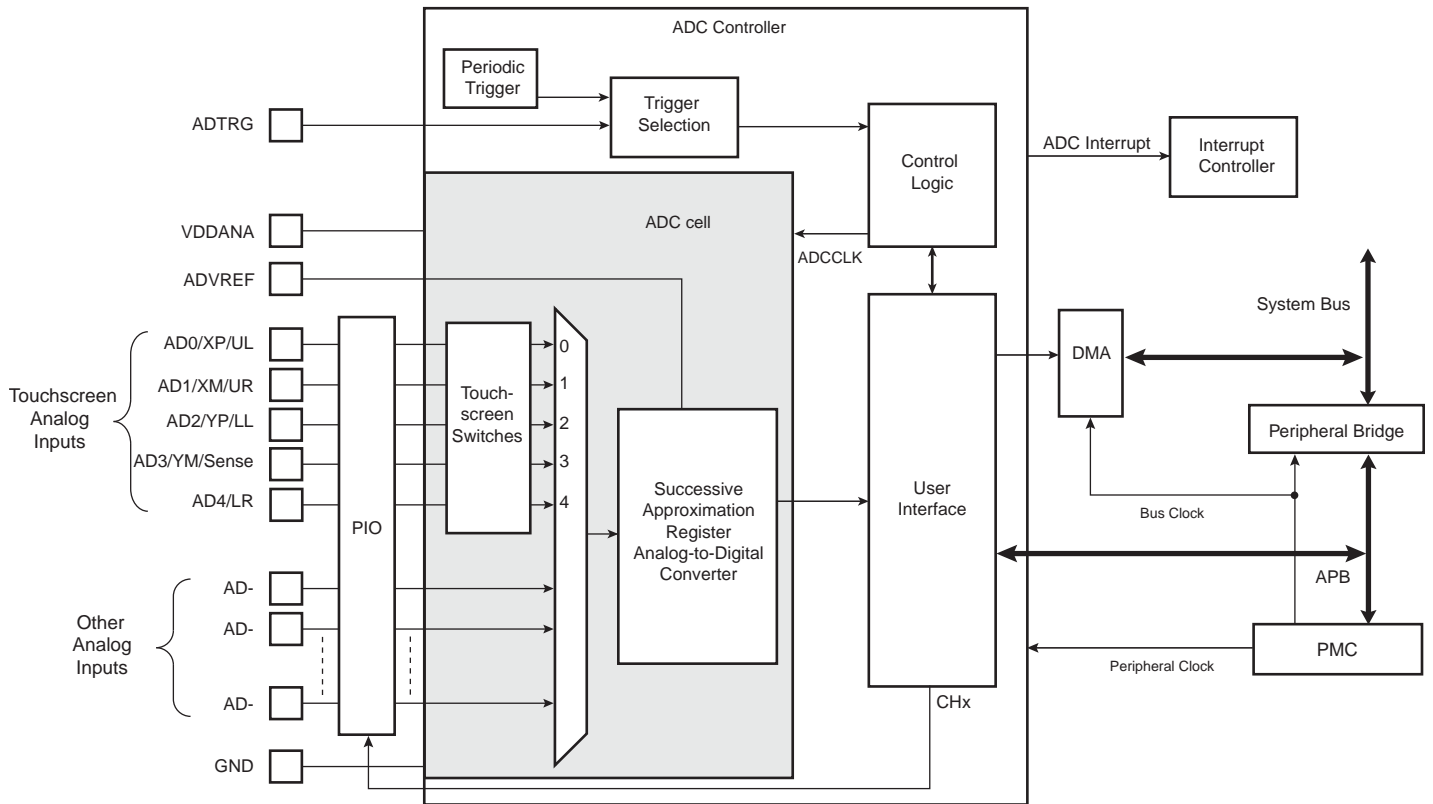 ADC Controller
Periodic
Trigger
Trigger
Selection
ADTRG
Control
Logic
ADC Interrupt
Interrupt
Controller
ADC cell
VDDANA
ADCCLK
ADVREF
System Bus
AD0/XP/UL
0
DMA
Touchscreen
Analog
Inputs
AD1/XM/UR
1
Touch-
screen
Switches
AD2/YP/LL
2
Peripheral Bridge
AD3/YM/Sense
3
AD4/LR
4
PIO
Successive
Approximation
Register
Analog-to-Digital
Converter
User
Interface
Bus Clock
APB
Other
Analog
Inputs
AD-
AD-
AD-
PMC
Peripheral Clock
CHx
GND